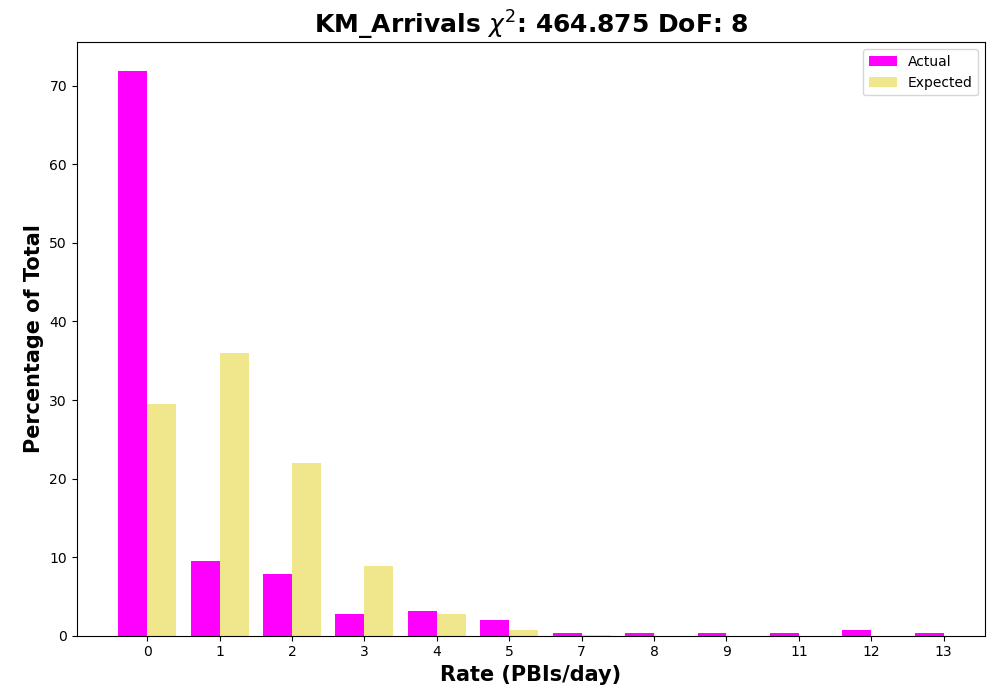 KM_Arrivals χ²: 464.875 DoF: 8
Actual
Expected
Percentage of Total
70
60
50
40
30
20
10
0
0 1 2 3 4 5 7 8 9 11 12 13
Rate (PBIs/day)